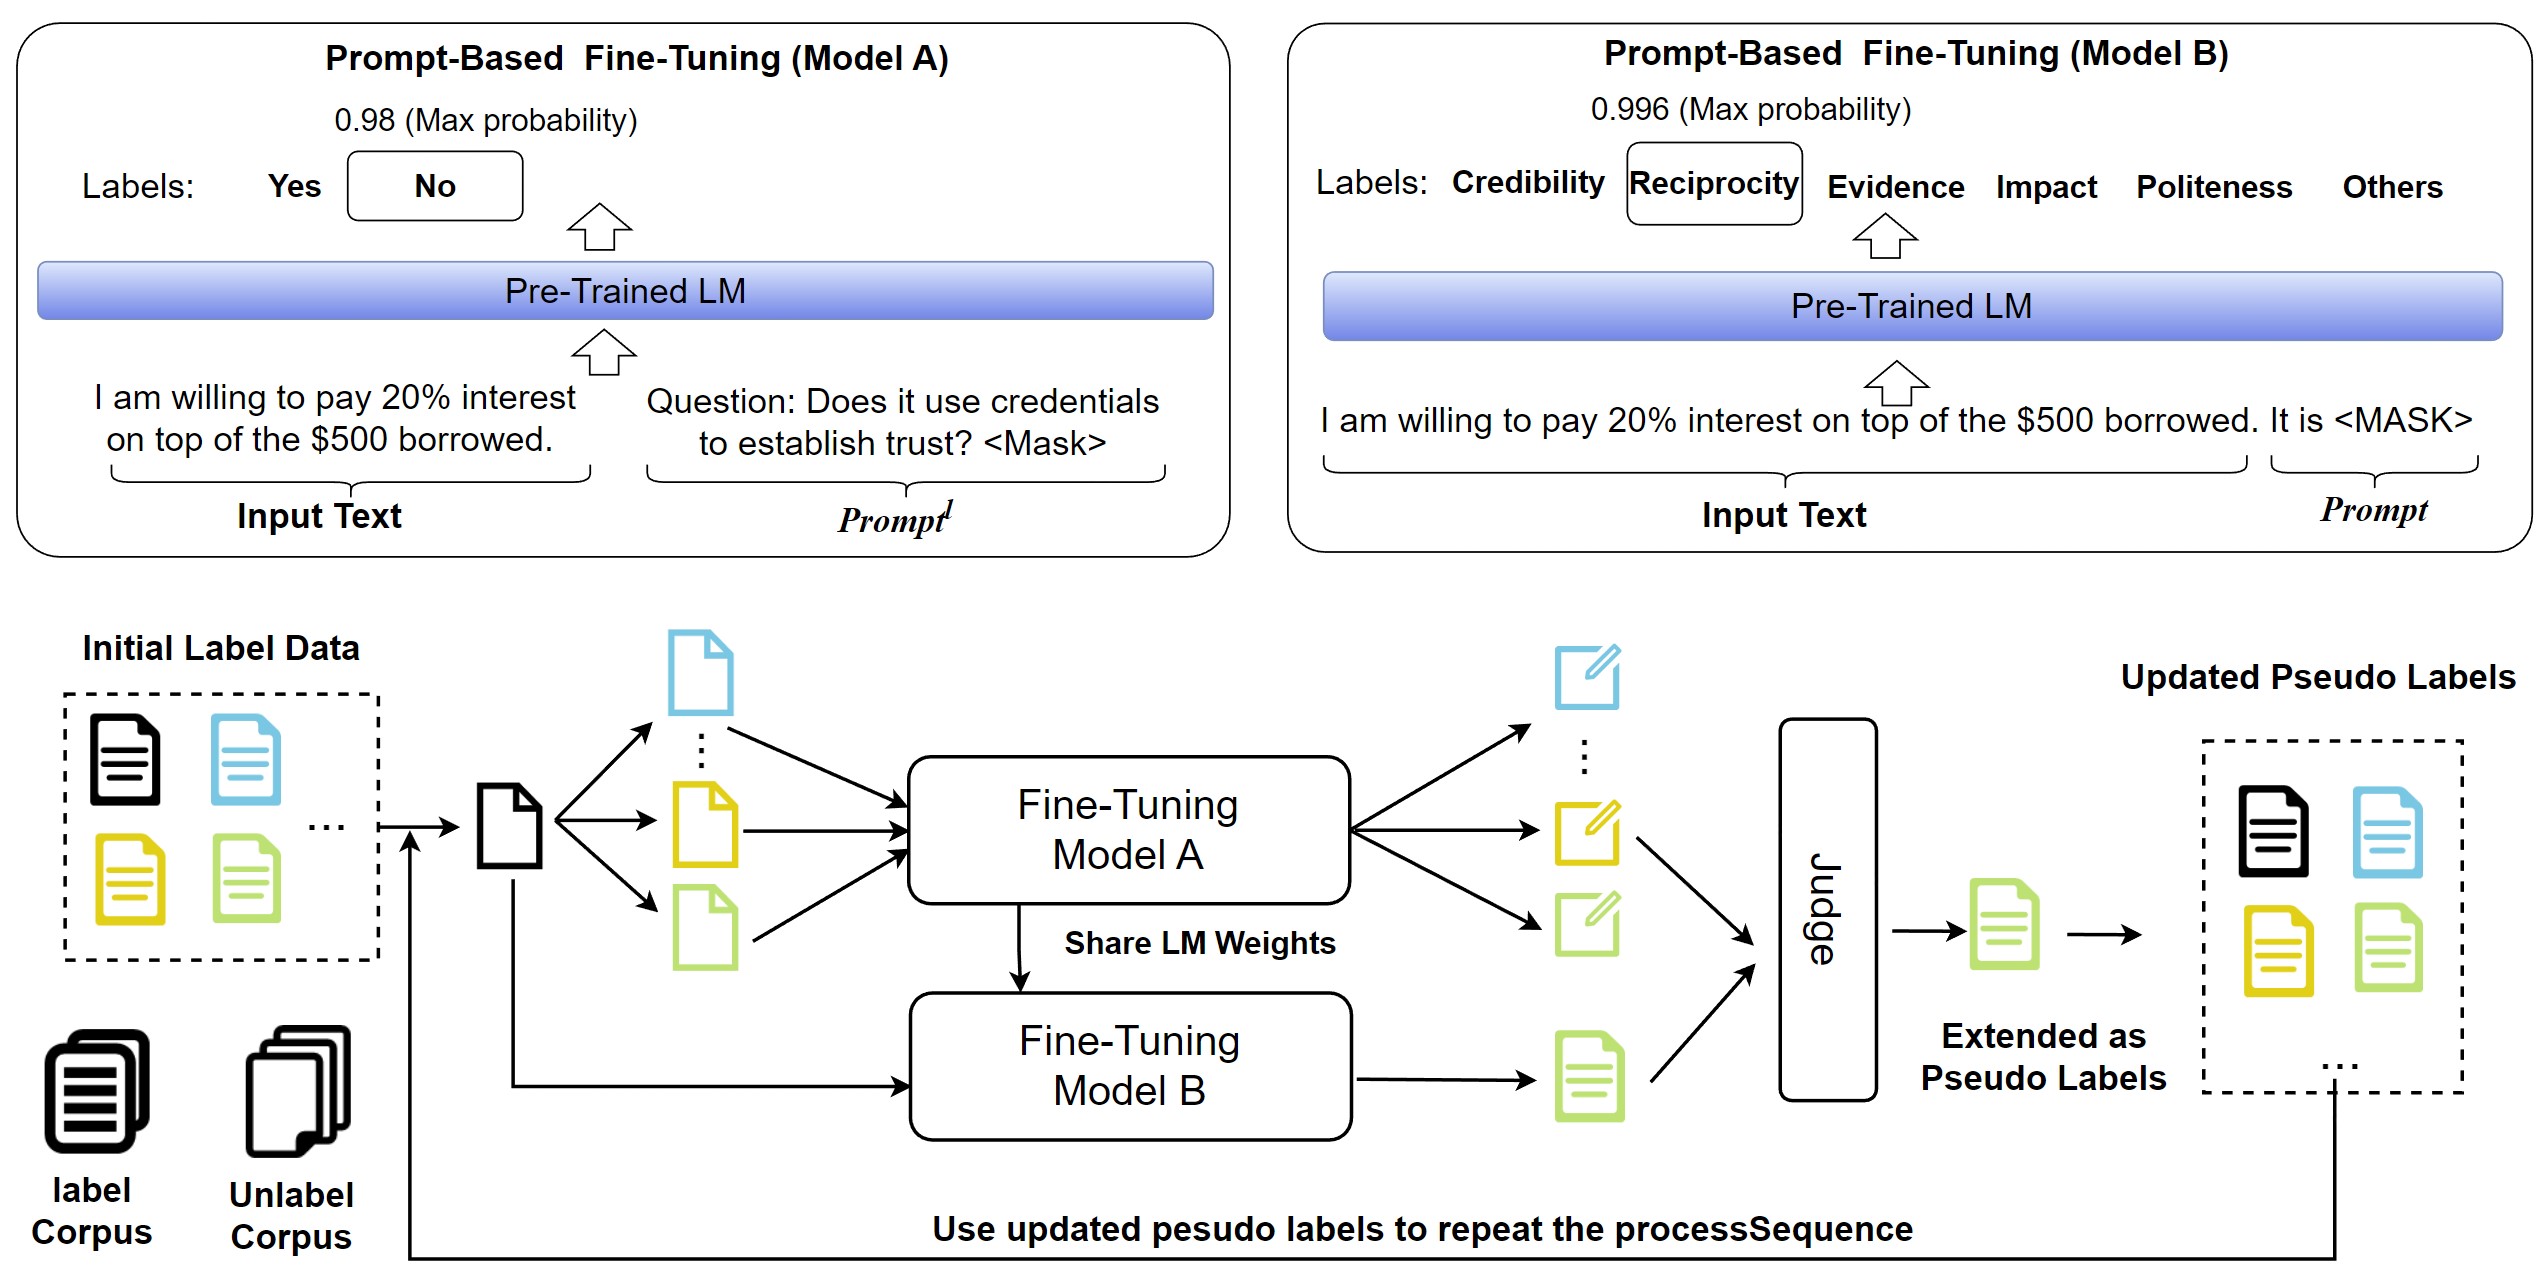 Prompt-Based Fine-Tuning (Model A)
0.98 (Max probability)
Labels: Yes No
Pre-Trained LM
I am willing to pay 20% interest
on top of the $500 borrowed.
Question: Does it use credentials
to establish trust? <Mask>
Input Text
Prompt^l
Prompt-Based Fine-Tuning (Model B)
0.996 (Max probability)
Labels: Credibility Reciprocity Evidence Impact Politeness Others
Pre-Trained LM
I am willing to pay 20% interest on top of the $500 borrowed. It is <MASK>
Input Text
Prompt
Initial Label Data
...
label
Corpus
Unlabel
Corpus
Fine-Tuning
Model A
Share LM Weights
Fine-Tuning
Model B
Judge
Extended as
Pseudo Labels
Updated Pseudo Labels
...
Use updated pesudo labels to repeat the processSequence